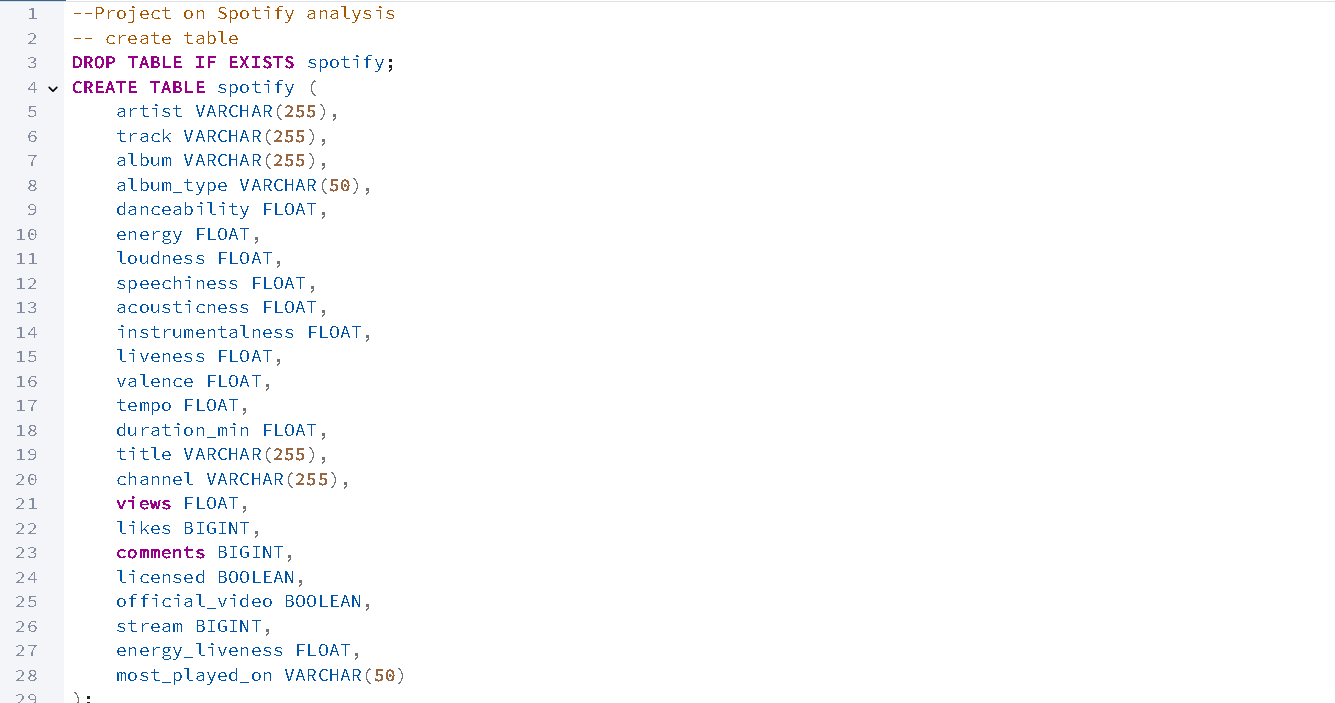 1 --Project on Spotify analysis
2 -- create table
3 DROP TABLE IF EXISTS spotify;
4 CREATE TABLE spotify (
5 artist VARCHAR(255),
6 track VARCHAR(255),
7 album VARCHAR(255),
8 album_type VARCHAR(50),
9 danceability FLOAT,
10 energy FLOAT,
11 loudness FLOAT,
12 speechiness FLOAT,
13 acousticness FLOAT,
14 instrumentalness FLOAT,
15 liveness FLOAT,
16 valence FLOAT,
17 tempo FLOAT,
18 duration_min FLOAT,
19 title VARCHAR(255),
20 channel VARCHAR(255),
21 views FLOAT,
22 likes BIGINT,
23 comments BIGINT,
24 licensed BOOLEAN,
25 official_video BOOLEAN,
26 stream BIGINT,
27 energy_liveness FLOAT,
28 most_played_on VARCHAR(50)
29 );